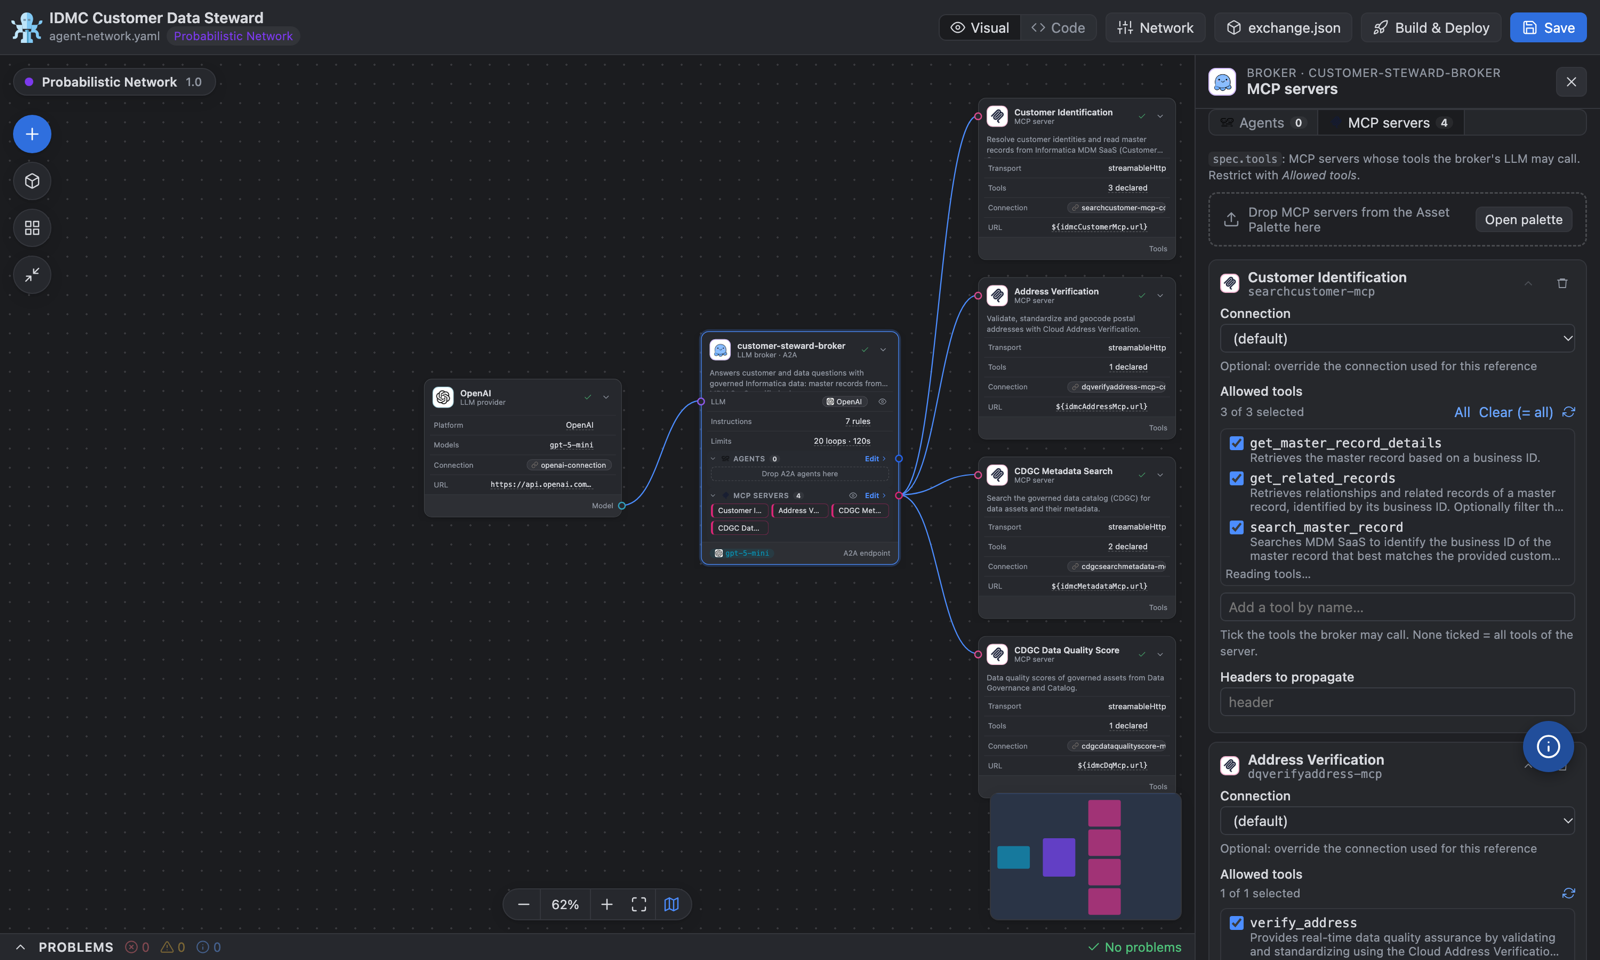 IDMC Customer Data Steward
agent-network.yaml Probabilistic Network
Visual
Code
Network
exchange.json
Build & Deploy
Save
Probabilistic Network 1.0
OpenAI
LLM provider
Platform OpenAI
Models gpt-5-mini
Connection openai-connection
URL https://api.openai.com...
Model
customer-steward-broker
LLM broker · A2A
Answers customer and data questions with
governed Informatica data: master records from...
LLM OpenAI
Instructions 7 rules
Limits 20 loops · 120s
AGENTS 0 Edit
Drop A2A agents here
MCP SERVERS 4 Edit
Customer I... Address V... CDGC Met...
CDGC Dat...
gpt-5-mini A2A endpoint
Customer Identification
MCP server
Resolve customer identities and read master
records from Informatica MDM SaaS (Customer...
Transport streamableHttp
Tools 3 declared
Connection searchcustomer-mcp-co
URL ${idmcCustomerMcp.url}
Tools
Address Verification
MCP server
Validate, standardize and geocode postal
addresses with Cloud Address Verification.
Transport streamableHttp
Tools 1 declared
Connection dqverifyaddress-mcp-c
URL ${idmcAddressMcp.url}
Tools
CDGC Metadata Search
MCP server
Search the governed data catalog (CDGC) for
data assets and their metadata.
Transport streamableHttp
Tools 2 declared
Connection cdgcsearchmetadata-m
URL ${idmcMetadataMcp.url}
Tools
CDGC Data Quality Score
MCP server
Data quality scores of governed assets from Data
Governance and Catalog.
Transport streamableHttp
Tools 1 declared
Connection cdgcdataqualityscore-m
URL ${idmcDqMcp.url}
Tools
62%
PROBLEMS 0 0 0
No problems
BROKER · CUSTOMER-STEWARD-BROKER
MCP servers
Agents 0
MCP servers 4
spec.tools : MCP servers whose tools the broker's LLM may call.
Restrict with Allowed tools.
Drop MCP servers from the Asset
Palette here
Open palette
Customer Identification
searchcustomer-mcp
Connection
(default)
Optional: override the connection used for this reference
Allowed tools
3 of 3 selected All Clear (= all)
get_master_record_details
Retrieves the master record based on a business ID.
get_related_records
Retrieves relationships and related records of a master
record, identified by its business ID. Optionally filter th...
search_master_record
Searches MDM SaaS to identify the business ID of the
master record that best matches the provided custom...
Reading tools...
Add a tool by name...
Tick the tools the broker may call. None ticked = all tools of the
server.
Headers to propagate
header
Address Verification
dqverifyaddress-mcp
Connection
(default)
Optional: override the connection used for this reference
Allowed tools
1 of 1 selected
verify_address
Provides real-time data quality assurance by validating
and standardizing using the Cloud Address Verificatio...